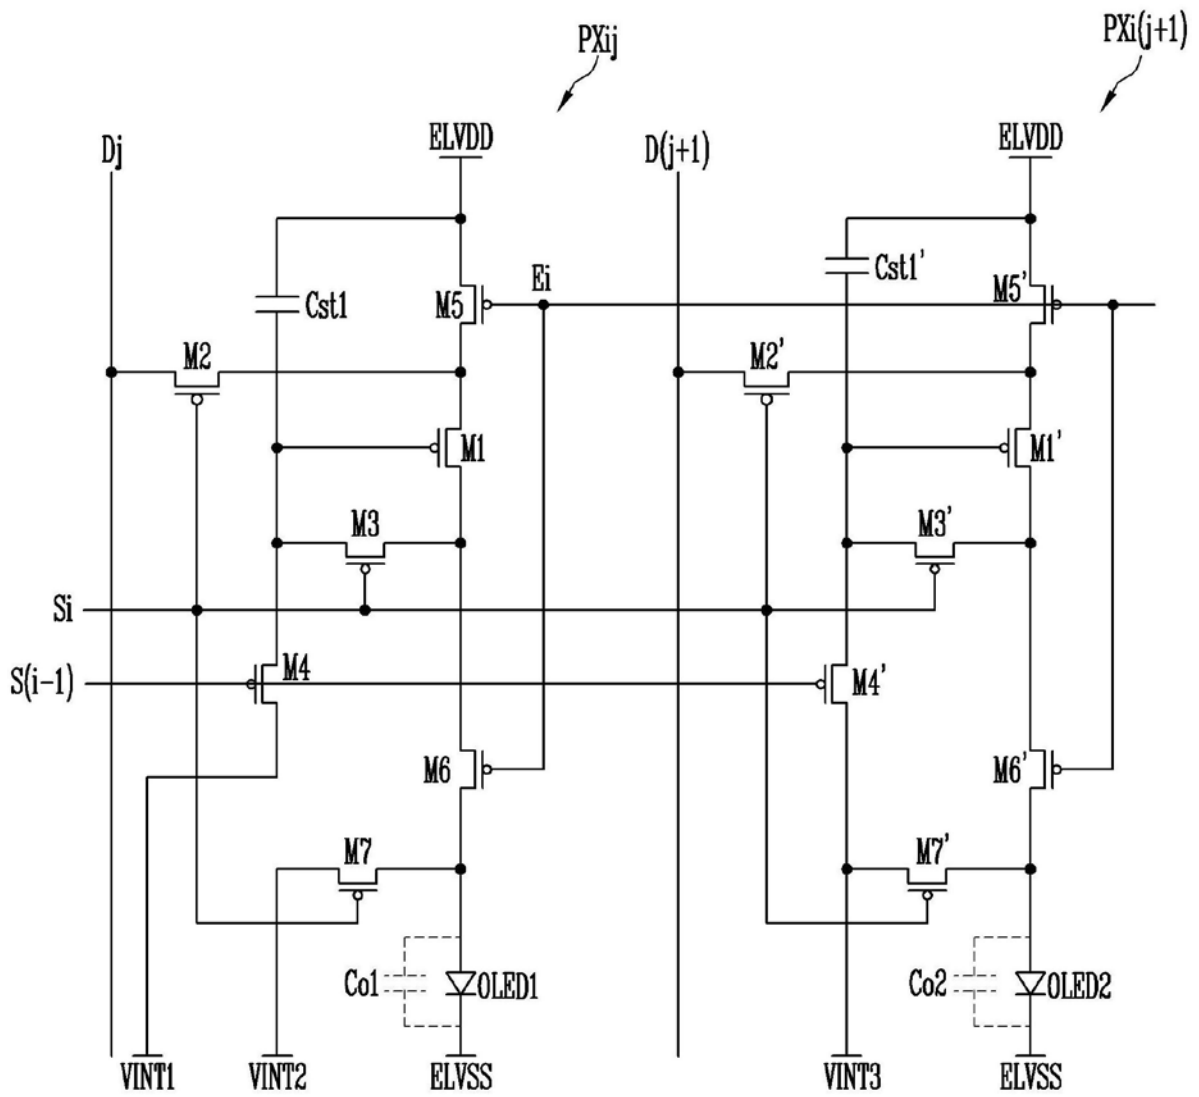 PXij
PXi(j+1)
Dj
ELVDD
D(j+1)
ELVDD
Ei
Cst1
M5
Cst1'
M5'
M2
M2'
M1
M1'
M3
M3'
Si
S(i-1)
M4
M4'
M6
M6'
M7
M7'
Co1
OLED1
Co2
OLED2
VINT1
VINT2
ELVSS
VINT3
ELVSS